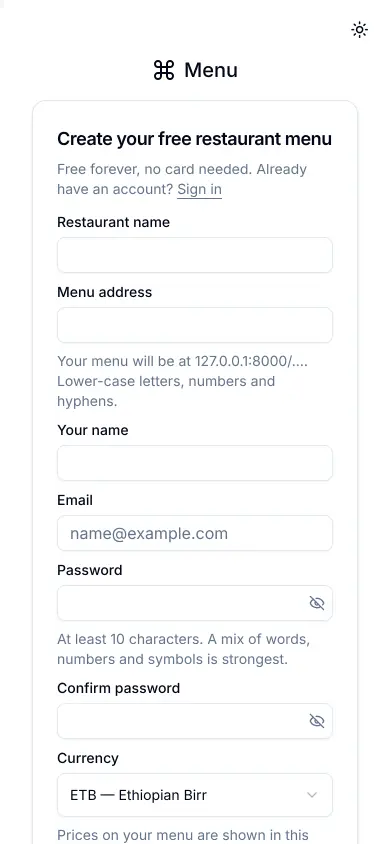 Menu
Create your free restaurant menu
Free forever, no card needed. Already
have an account? Sign in
Restaurant name
Menu address
Your menu will be at 127.0.0.1:8000/....
Lower-case letters, numbers and
hyphens.
Your name
Email
name@example.com
Password
At least 10 characters. A mix of words,
numbers and symbols is strongest.
Confirm password
Currency
ETB — Ethiopian Birr
Prices on your menu are shown in this